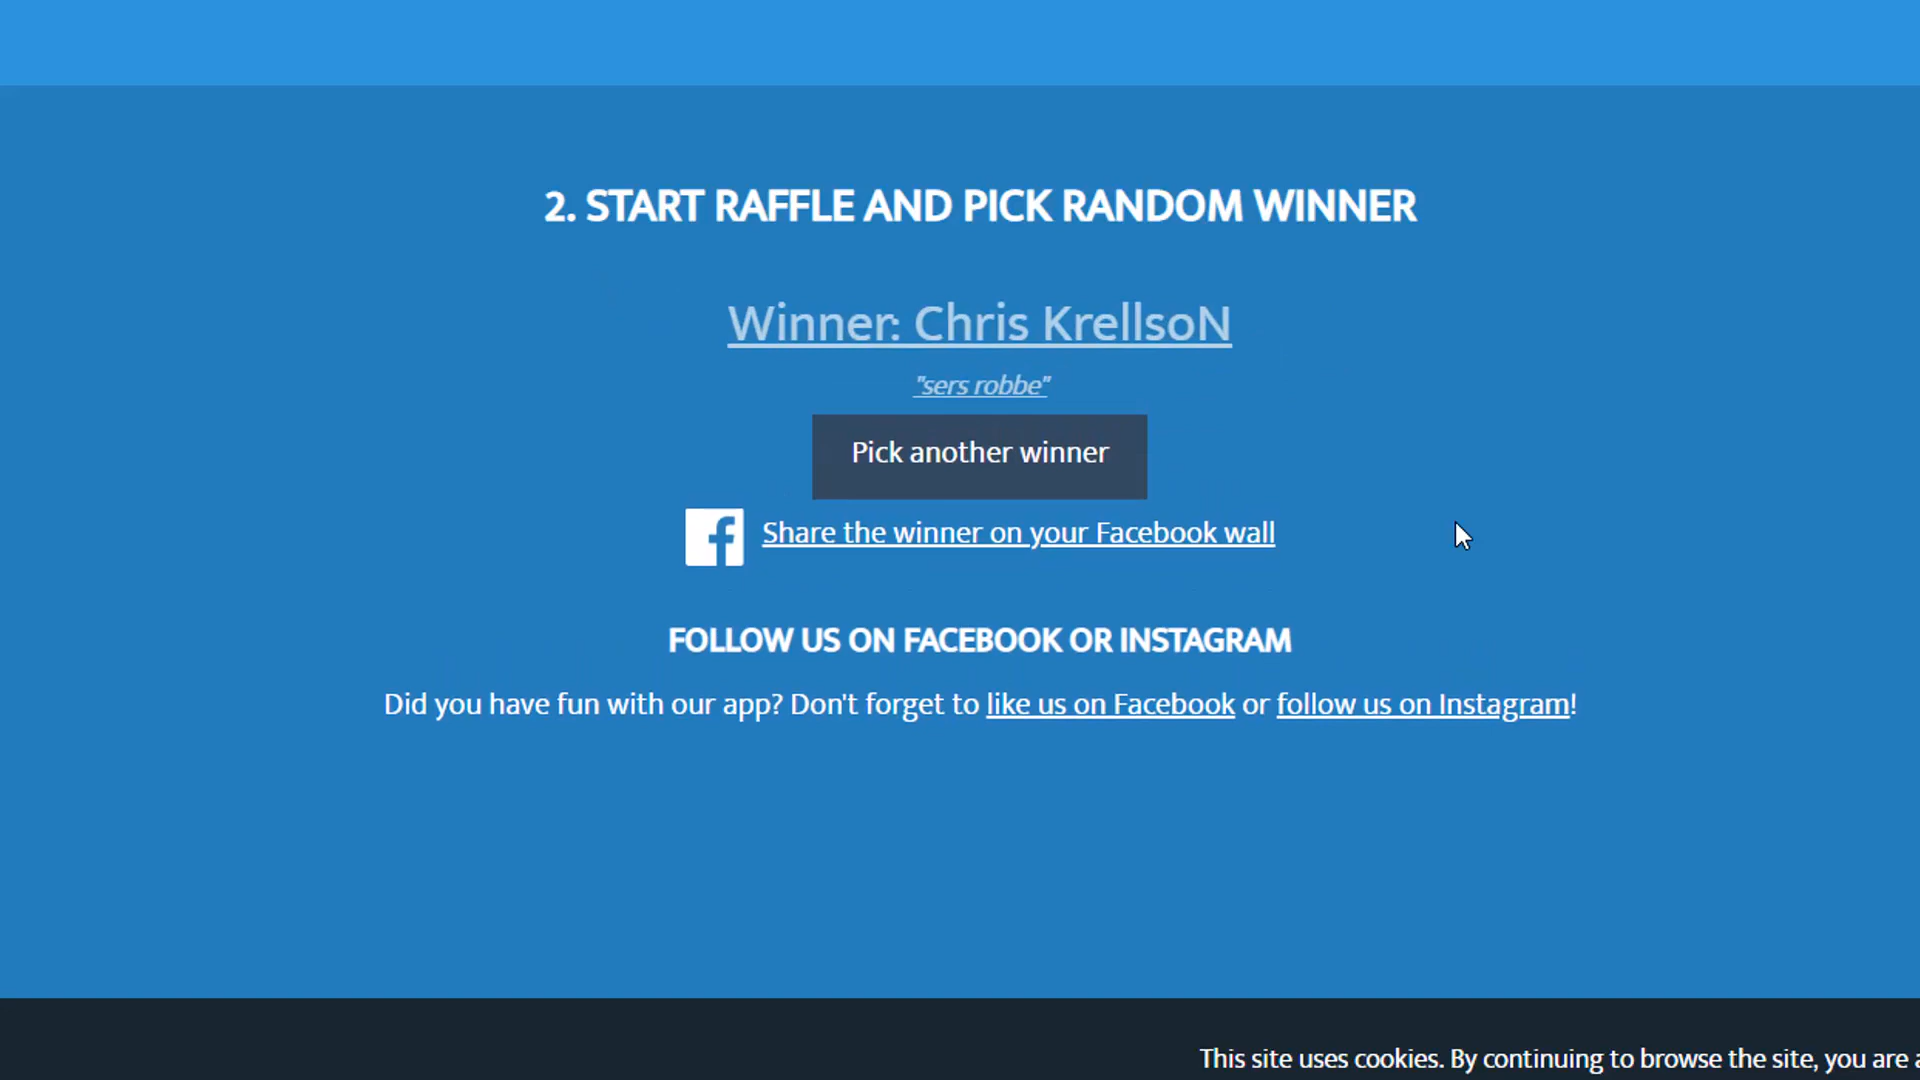 2. START RAFFLE AND PICK RANDOM WINNER
Winner: Chris KrellsoN
"sers robbe"
Pick another winner
Share the winner on your Facebook wall
FOLLOW US ON FACEBOOK OR INSTAGRAM
Did you have fun with our app? Don't forget to like us on Facebook or follow us on Instagram!
This site uses cookies. By continuing to browse the site, you are